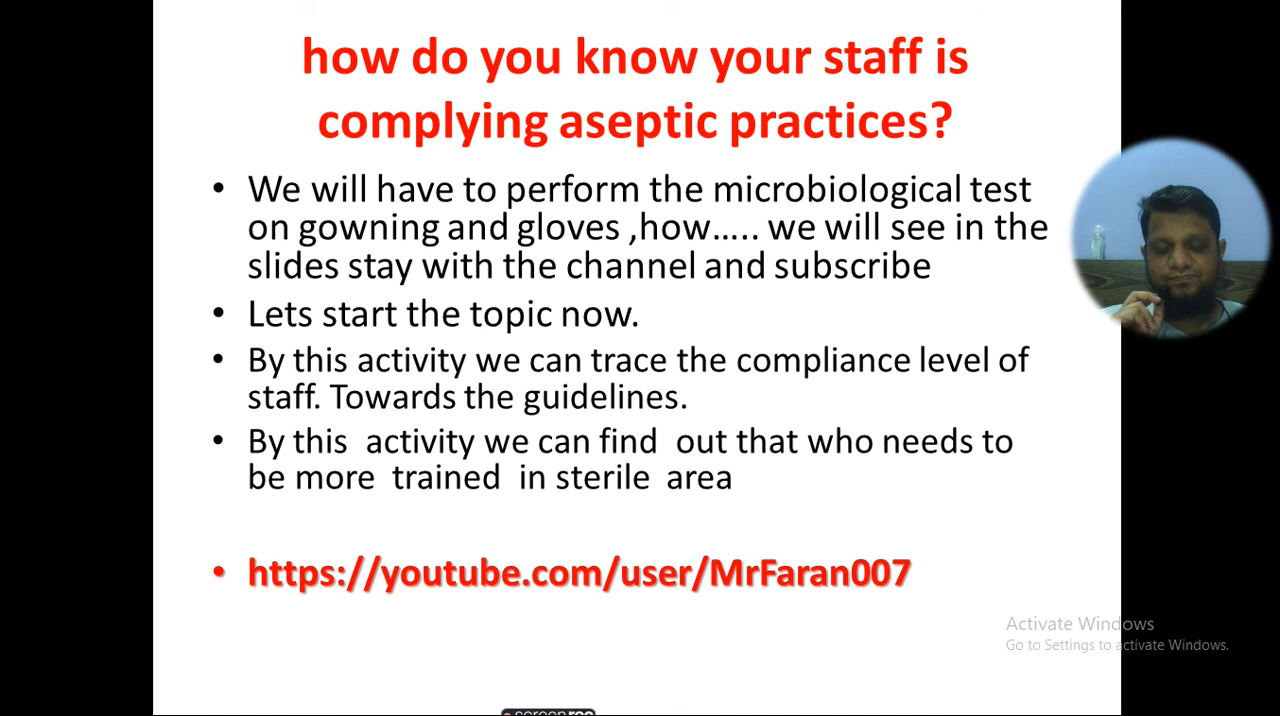 how do you know your staff is
complying aseptic practices?
• We will have to perform the microbiological test
on gowning and gloves ,how..... we will see in the
slides stay with the channel and subscribe
• Lets start the topic now.
• By this activity we can trace the compliance level of
staff. Towards the guidelines.
• By this activity we can find out that who needs to
be more trained in sterile area
• https://youtube.com/user/MrFaran007
Activate Windows
Go to Settings to activate Windows.